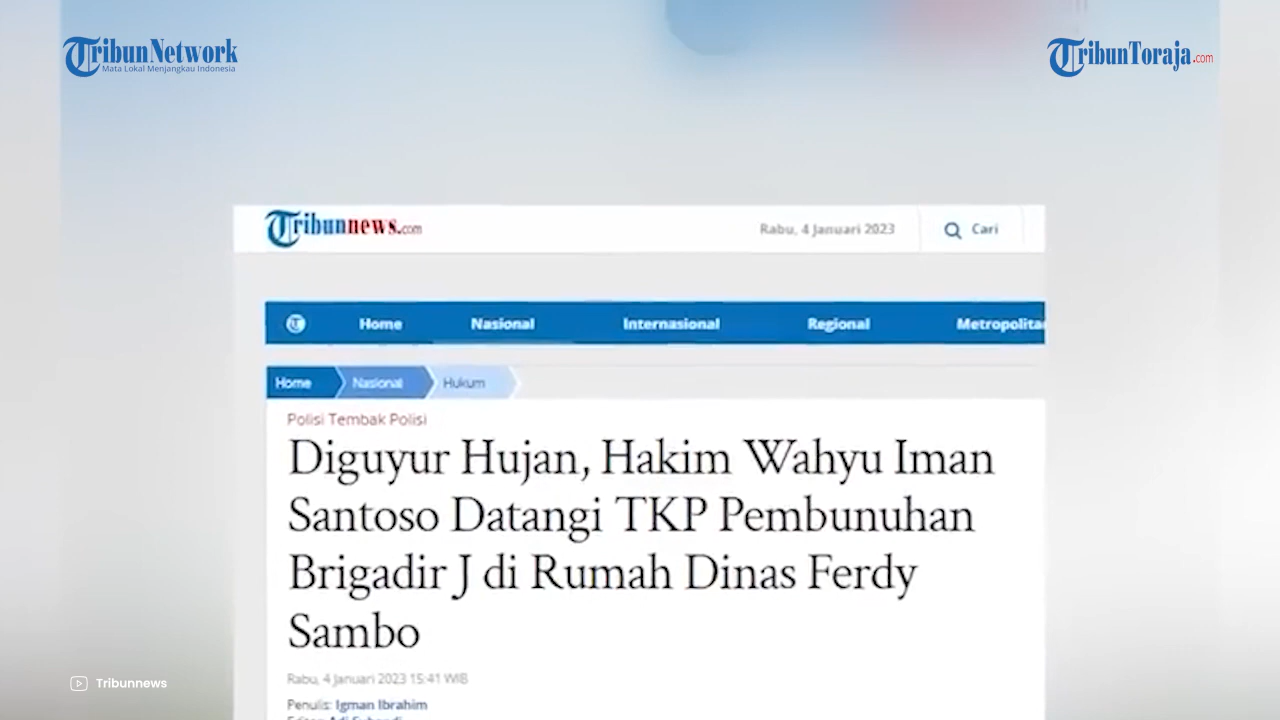 TribunNetwork
Mata Lokal Menjangkau Indonesia
TribunToraja.com
Tribunnews.com
Rabu, 4 Januari 2023
Cari
Home Nasional Internasional Regional Metropolita
Home Nasional Hukum
Polisi Tembak Polisi
Diguyur Hujan, Hakim Wahyu Iman
Santoso Datangi TKP Pembunuhan
Brigadir J di Rumah Dinas Ferdy
Sambo
Rabu, 4 Januari 2023 15:41 WIB
Penulis: Igman Ibrahim
Tribunnews